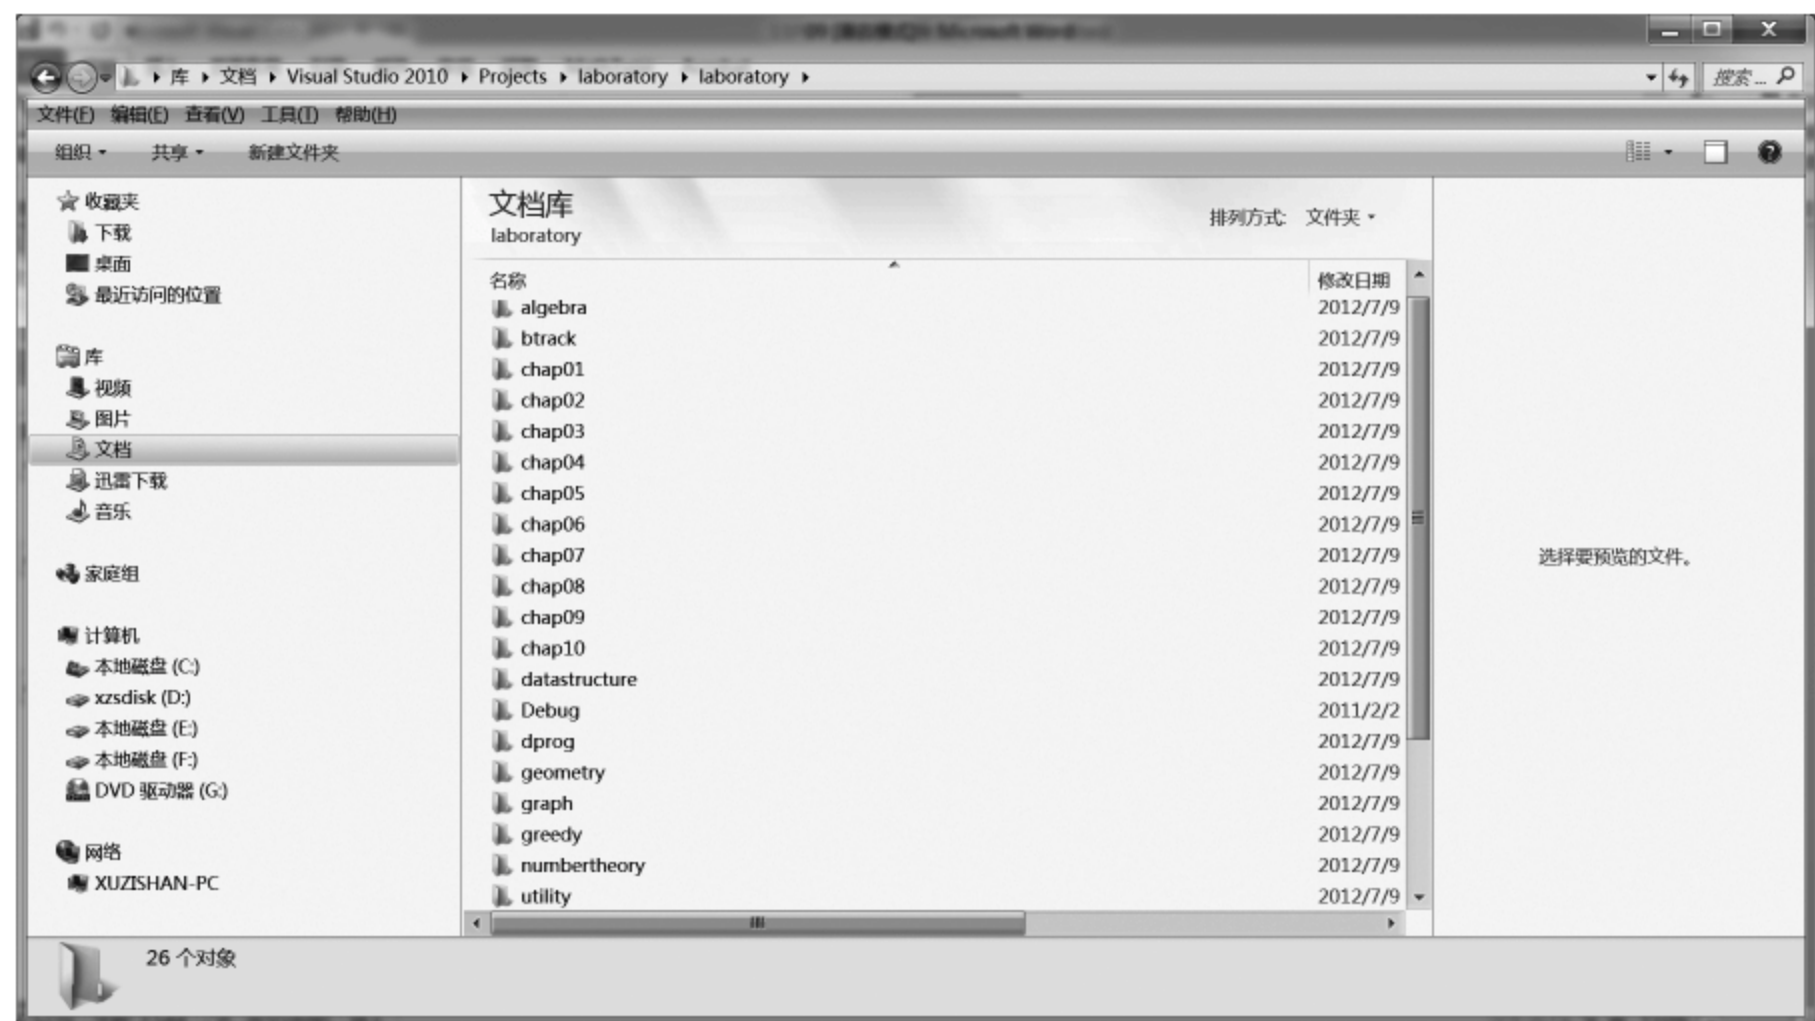 库 ▸ 文档 ▸ Visual Studio 2010 ▸ Projects ▸ laboratory ▸ laboratory ▸
搜索 ...
文件(F) 编辑(E) 查看(V) 工具(T) 帮助(H)
组织 共享 新建文件夹
收藏夹
下载
桌面
最近访问的位置
库
视频
图片
文档
迅雷下载
音乐
家庭组
计算机
本地磁盘 (C:)
xzsdisk (D:)
本地磁盘 (E:)
本地磁盘 (F:)
DVD 驱动器 (G:)
网络
XUZISHAN-PC
文档库
laboratory
排列方式: 文件夹
名称 修改日期
algebra 2012/7/9
btrack 2012/7/9
chap01 2012/7/9
chap02 2012/7/9
chap03 2012/7/9
chap04 2012/7/9
chap05 2012/7/9
chap06 2012/7/9
chap07 2012/7/9
chap08 2012/7/9
chap09 2012/7/9
chap10 2012/7/9
datastructure 2012/7/9
Debug 2011/2/2
dprog 2012/7/9
geometry 2012/7/9
graph 2012/7/9
greedy 2012/7/9
numbertheory 2012/7/9
utility 2012/7/9
选择要预览的文件。
26 个对象